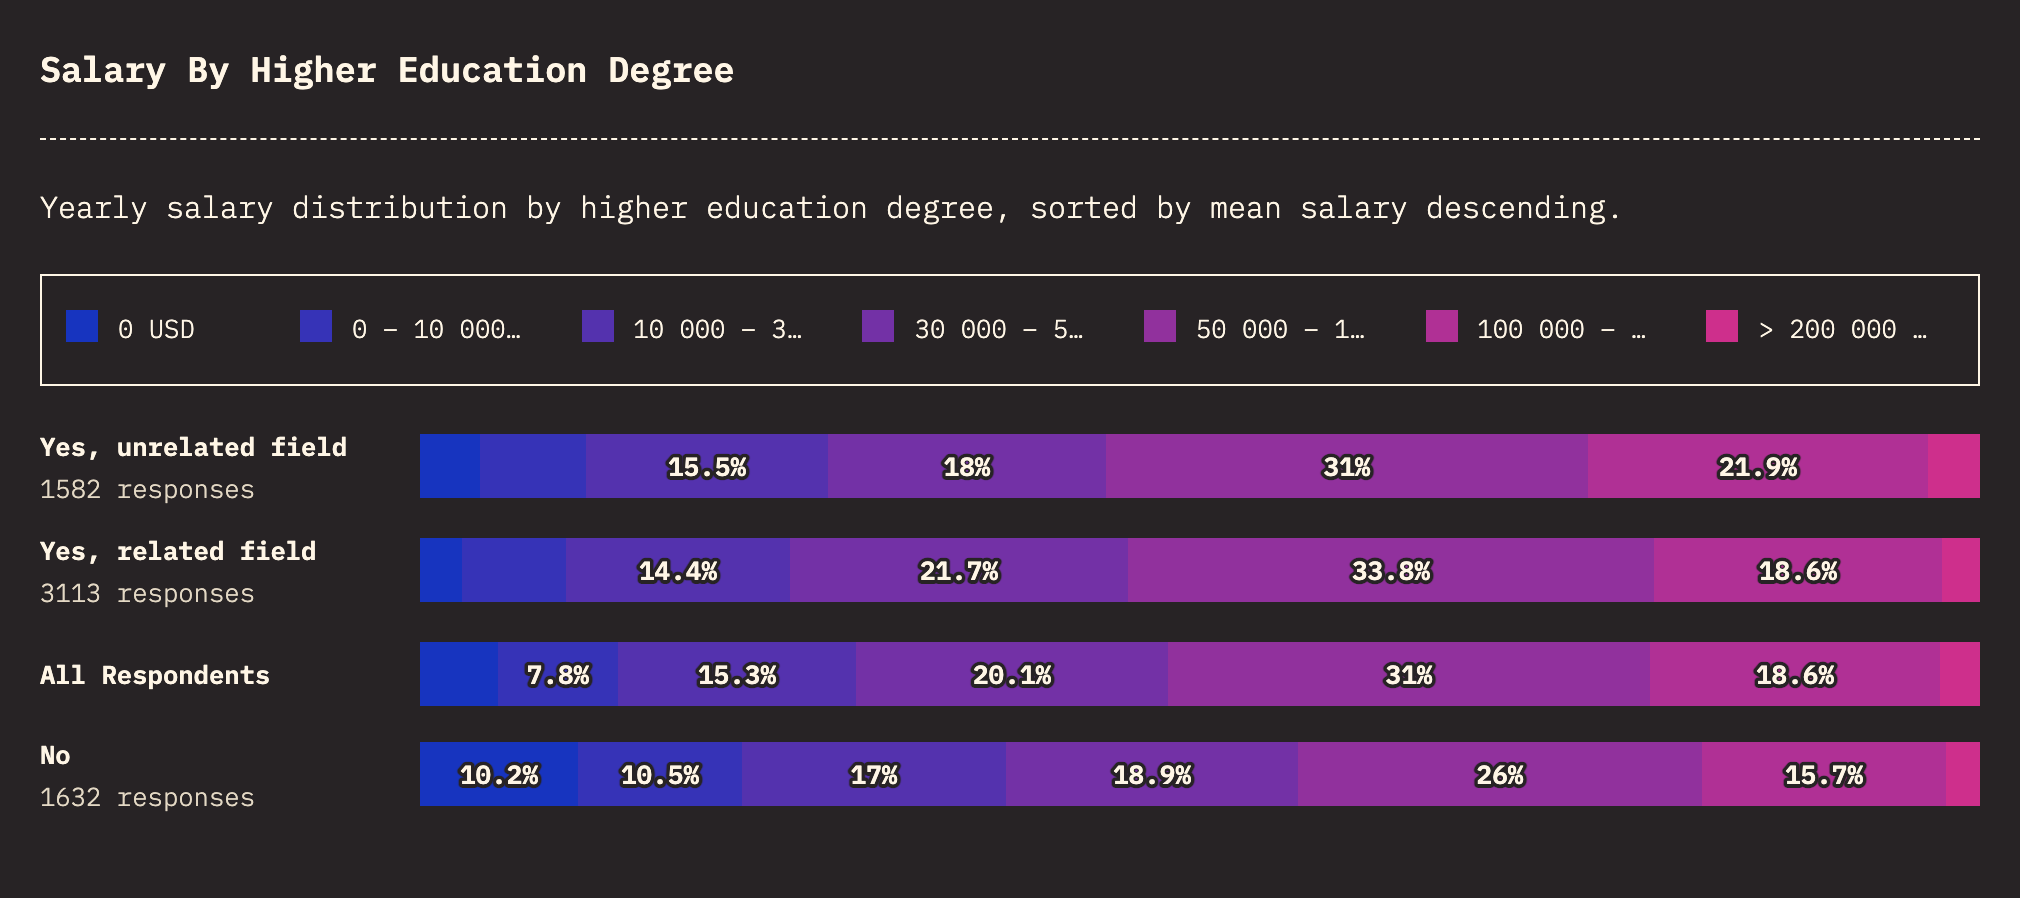 Salary By Higher Education Degree
Yearly salary distribution by higher education degree, sorted by mean salary descending.
0 USD 0 – 10 000… 10 000 – 3… 30 000 – 5… 50 000 – 1… 100 000 – … > 200 000 …
Yes, unrelated field
1582 responses
15.5% 18% 31% 21.9%
Yes, related field
3113 responses
14.4% 21.7% 33.8% 18.6%
All Respondents
7.8% 15.3% 20.1% 31% 18.6%
No
1632 responses
10.2% 10.5% 17% 18.9% 26% 15.7%